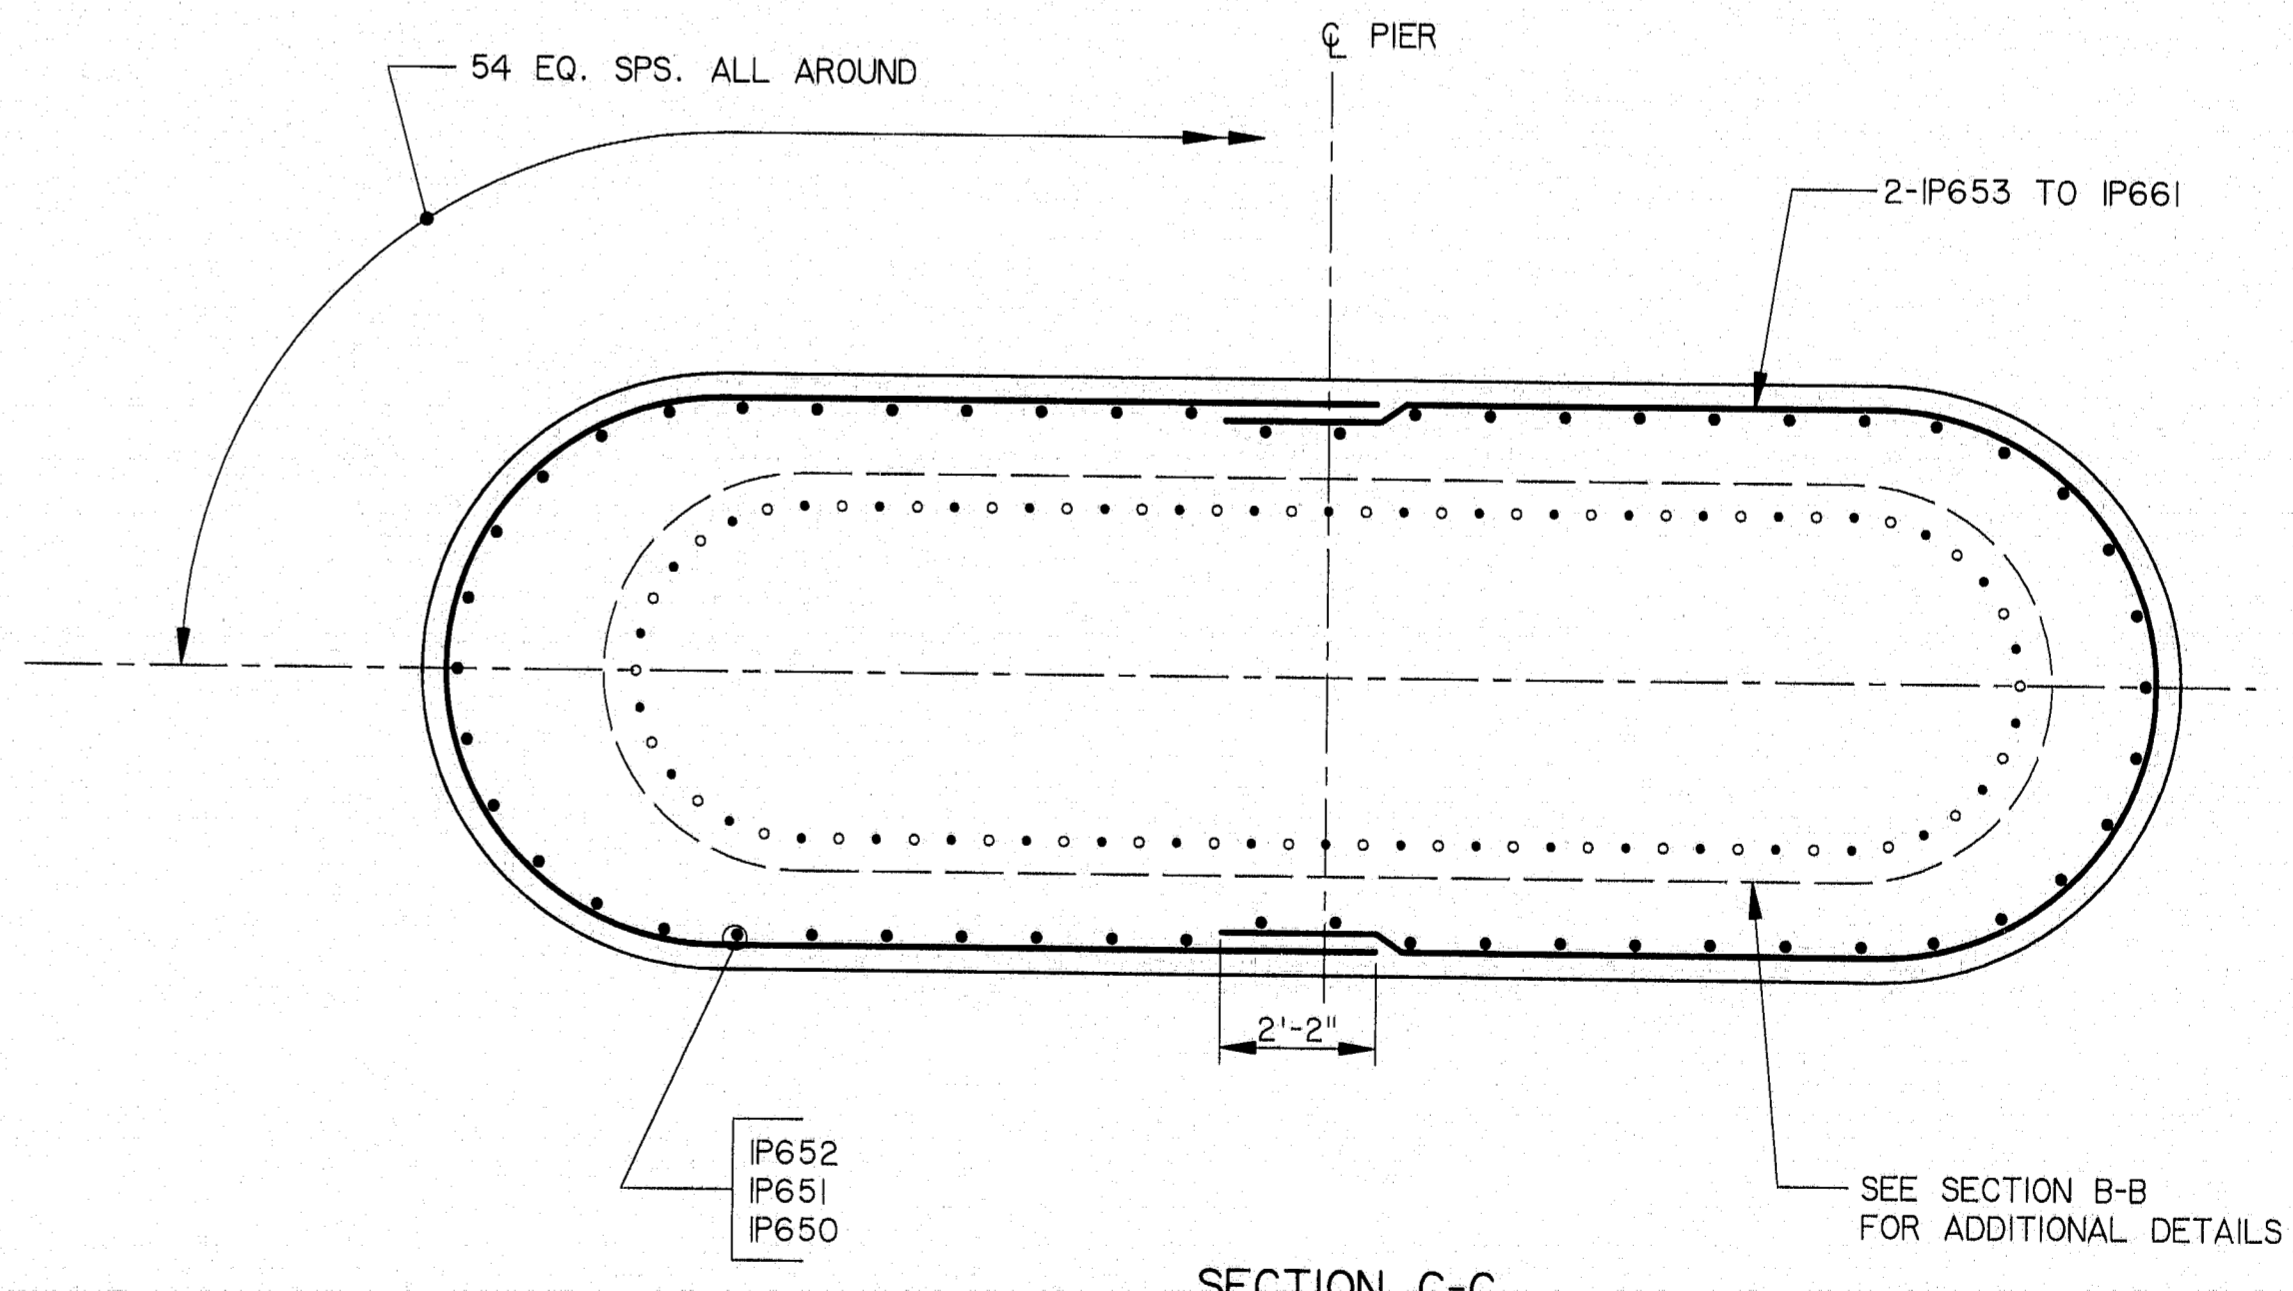 ℄ PIER
54 EQ. SPS. ALL AROUND
2-IP653 TO IP661
2'-2"
IP652
IP651
IP650
SEE SECTION B-B
FOR ADDITIONAL DETAILS
SECTION C-C